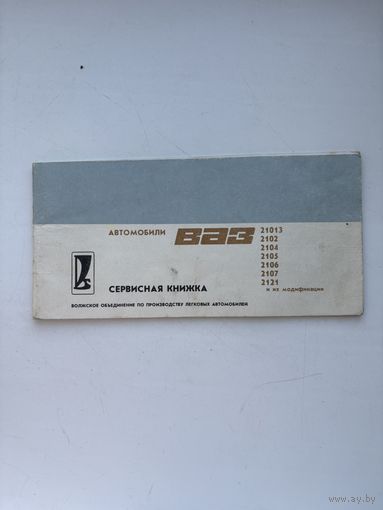 АВТОМОБИЛИ ВАЗ 21013
2102
2104
2105
2106
2107
2121
и их модификации
СЕРВИСНАЯ КНИЖКА
ВОЛЖСКОЕ ОБЪЕДИНЕНИЕ ПО ПРОИЗВОДСТВУ ЛЕГКОВЫХ АВТОМОБИЛЕЙ
www.ay.by